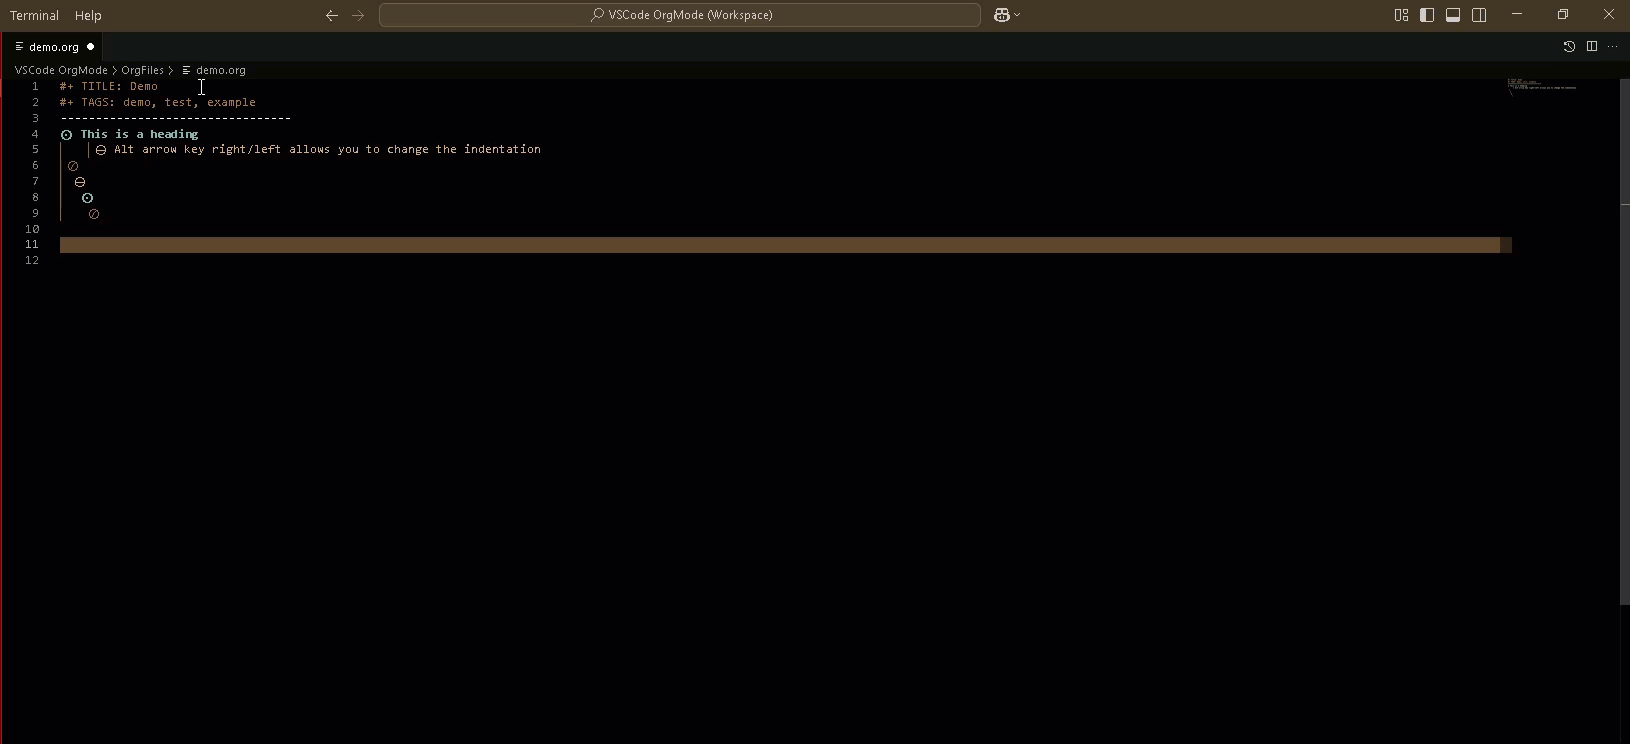 Terminal Help VSCode OrgMode (Workspace)
demo.org
VSCode OrgMode > OrgFiles > demo.org
1 #+ TITLE: Demo
2 #+ TAGS: demo, test, example
3 ---------------------------------
4 ⊙ This is a heading
5 ⊖ Alt arrow key right/left allows you to change the indentation
6 ⊘
7 ⊖
8 ⊙
9 ⊘
10
11
12